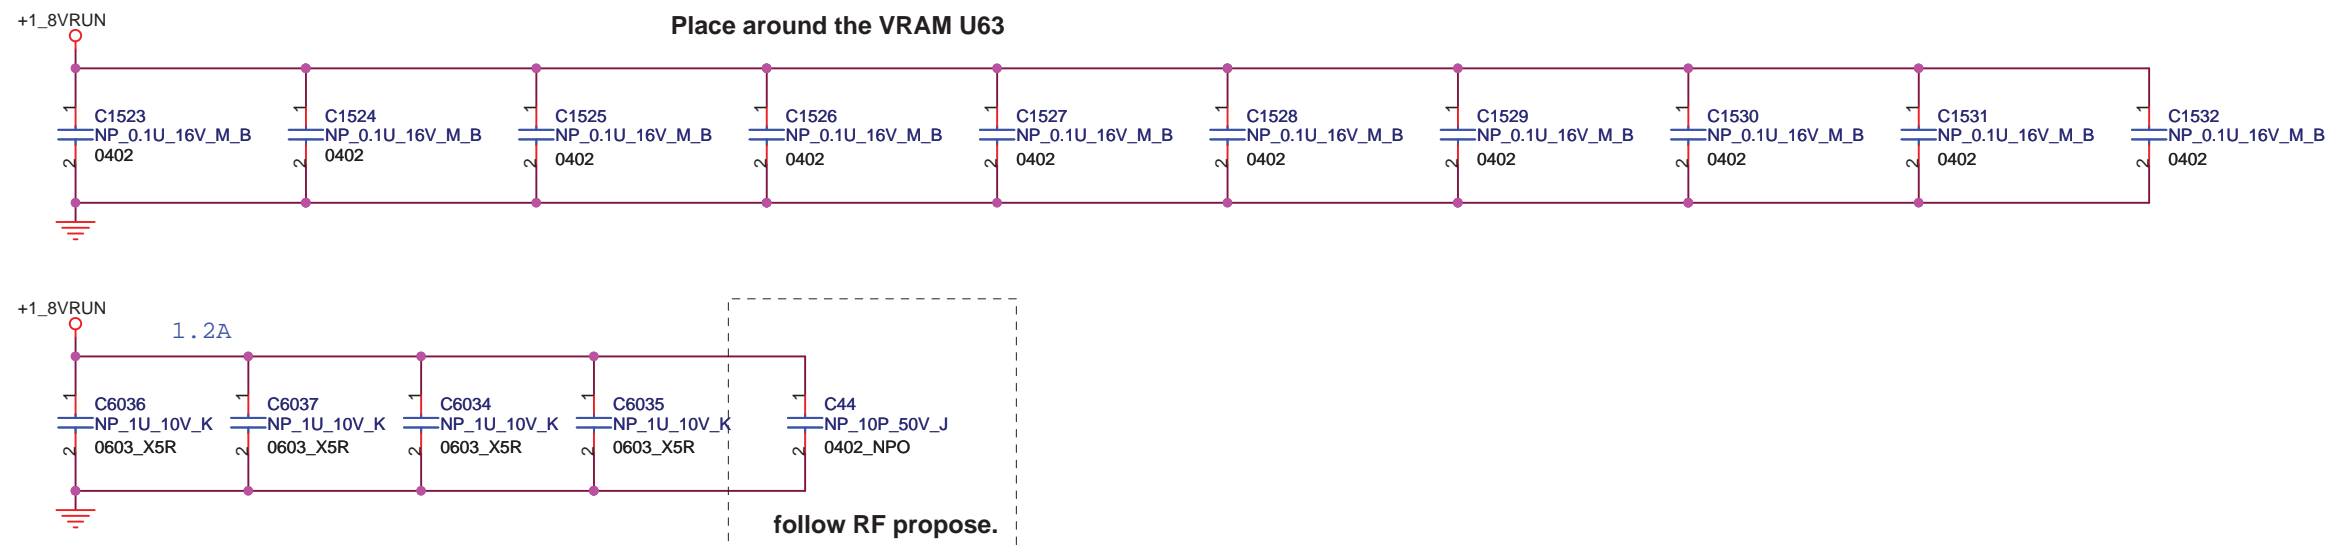 +1_8VRUN
Place around the VRAM U63
1 1 1 1 1 1 1 1 1 1
C1523 C1524 C1525 C1526 C1527 C1528 C1529 C1530 C1531 C1532
NP_0.1U_16V_M_B NP_0.1U_16V_M_B NP_0.1U_16V_M_B NP_0.1U_16V_M_B NP_0.1U_16V_M_B NP_0.1U_16V_M_B NP_0.1U_16V_M_B NP_0.1U_16V_M_B NP_0.1U_16V_M_B NP_0.1U_16V_M_B
0402 0402 0402 0402 0402 0402 0402 0402 0402 0402
2 2 2 2 2 2 2 2 2 2
+1_8VRUN
1.2A
1 1 1 1 1
C6036 C6037 C6034 C6035 C44
NP_1U_10V_K NP_1U_10V_K NP_1U_10V_K NP_1U_10V_K NP_10P_50V_J
0603_X5R 0603_X5R 0603_X5R 0603_X5R 0402_NPO
2 2 2 2 2
follow RF propose.